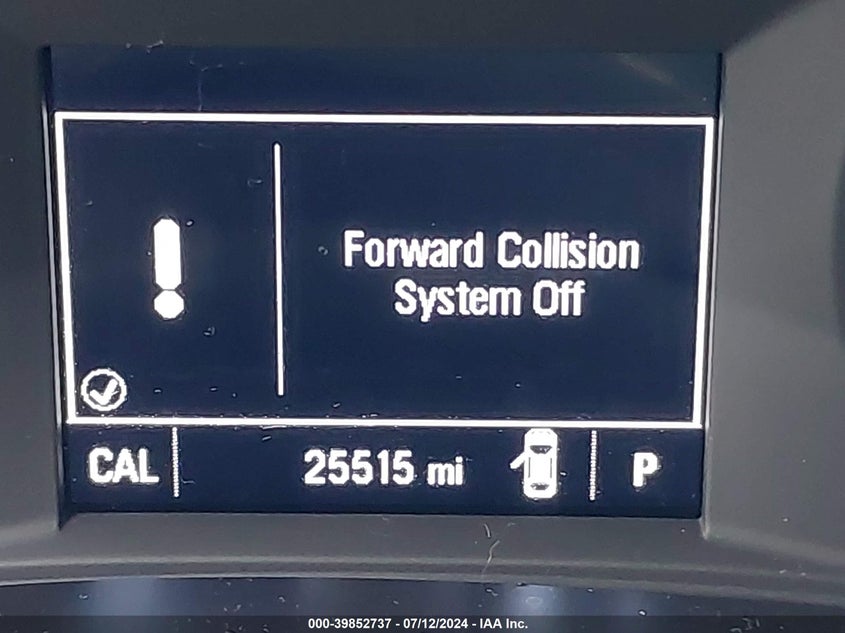 Forward Collision
System Off
CAL 25515 mi P
000-39852737 - 07/12/2024 - IAA Inc.